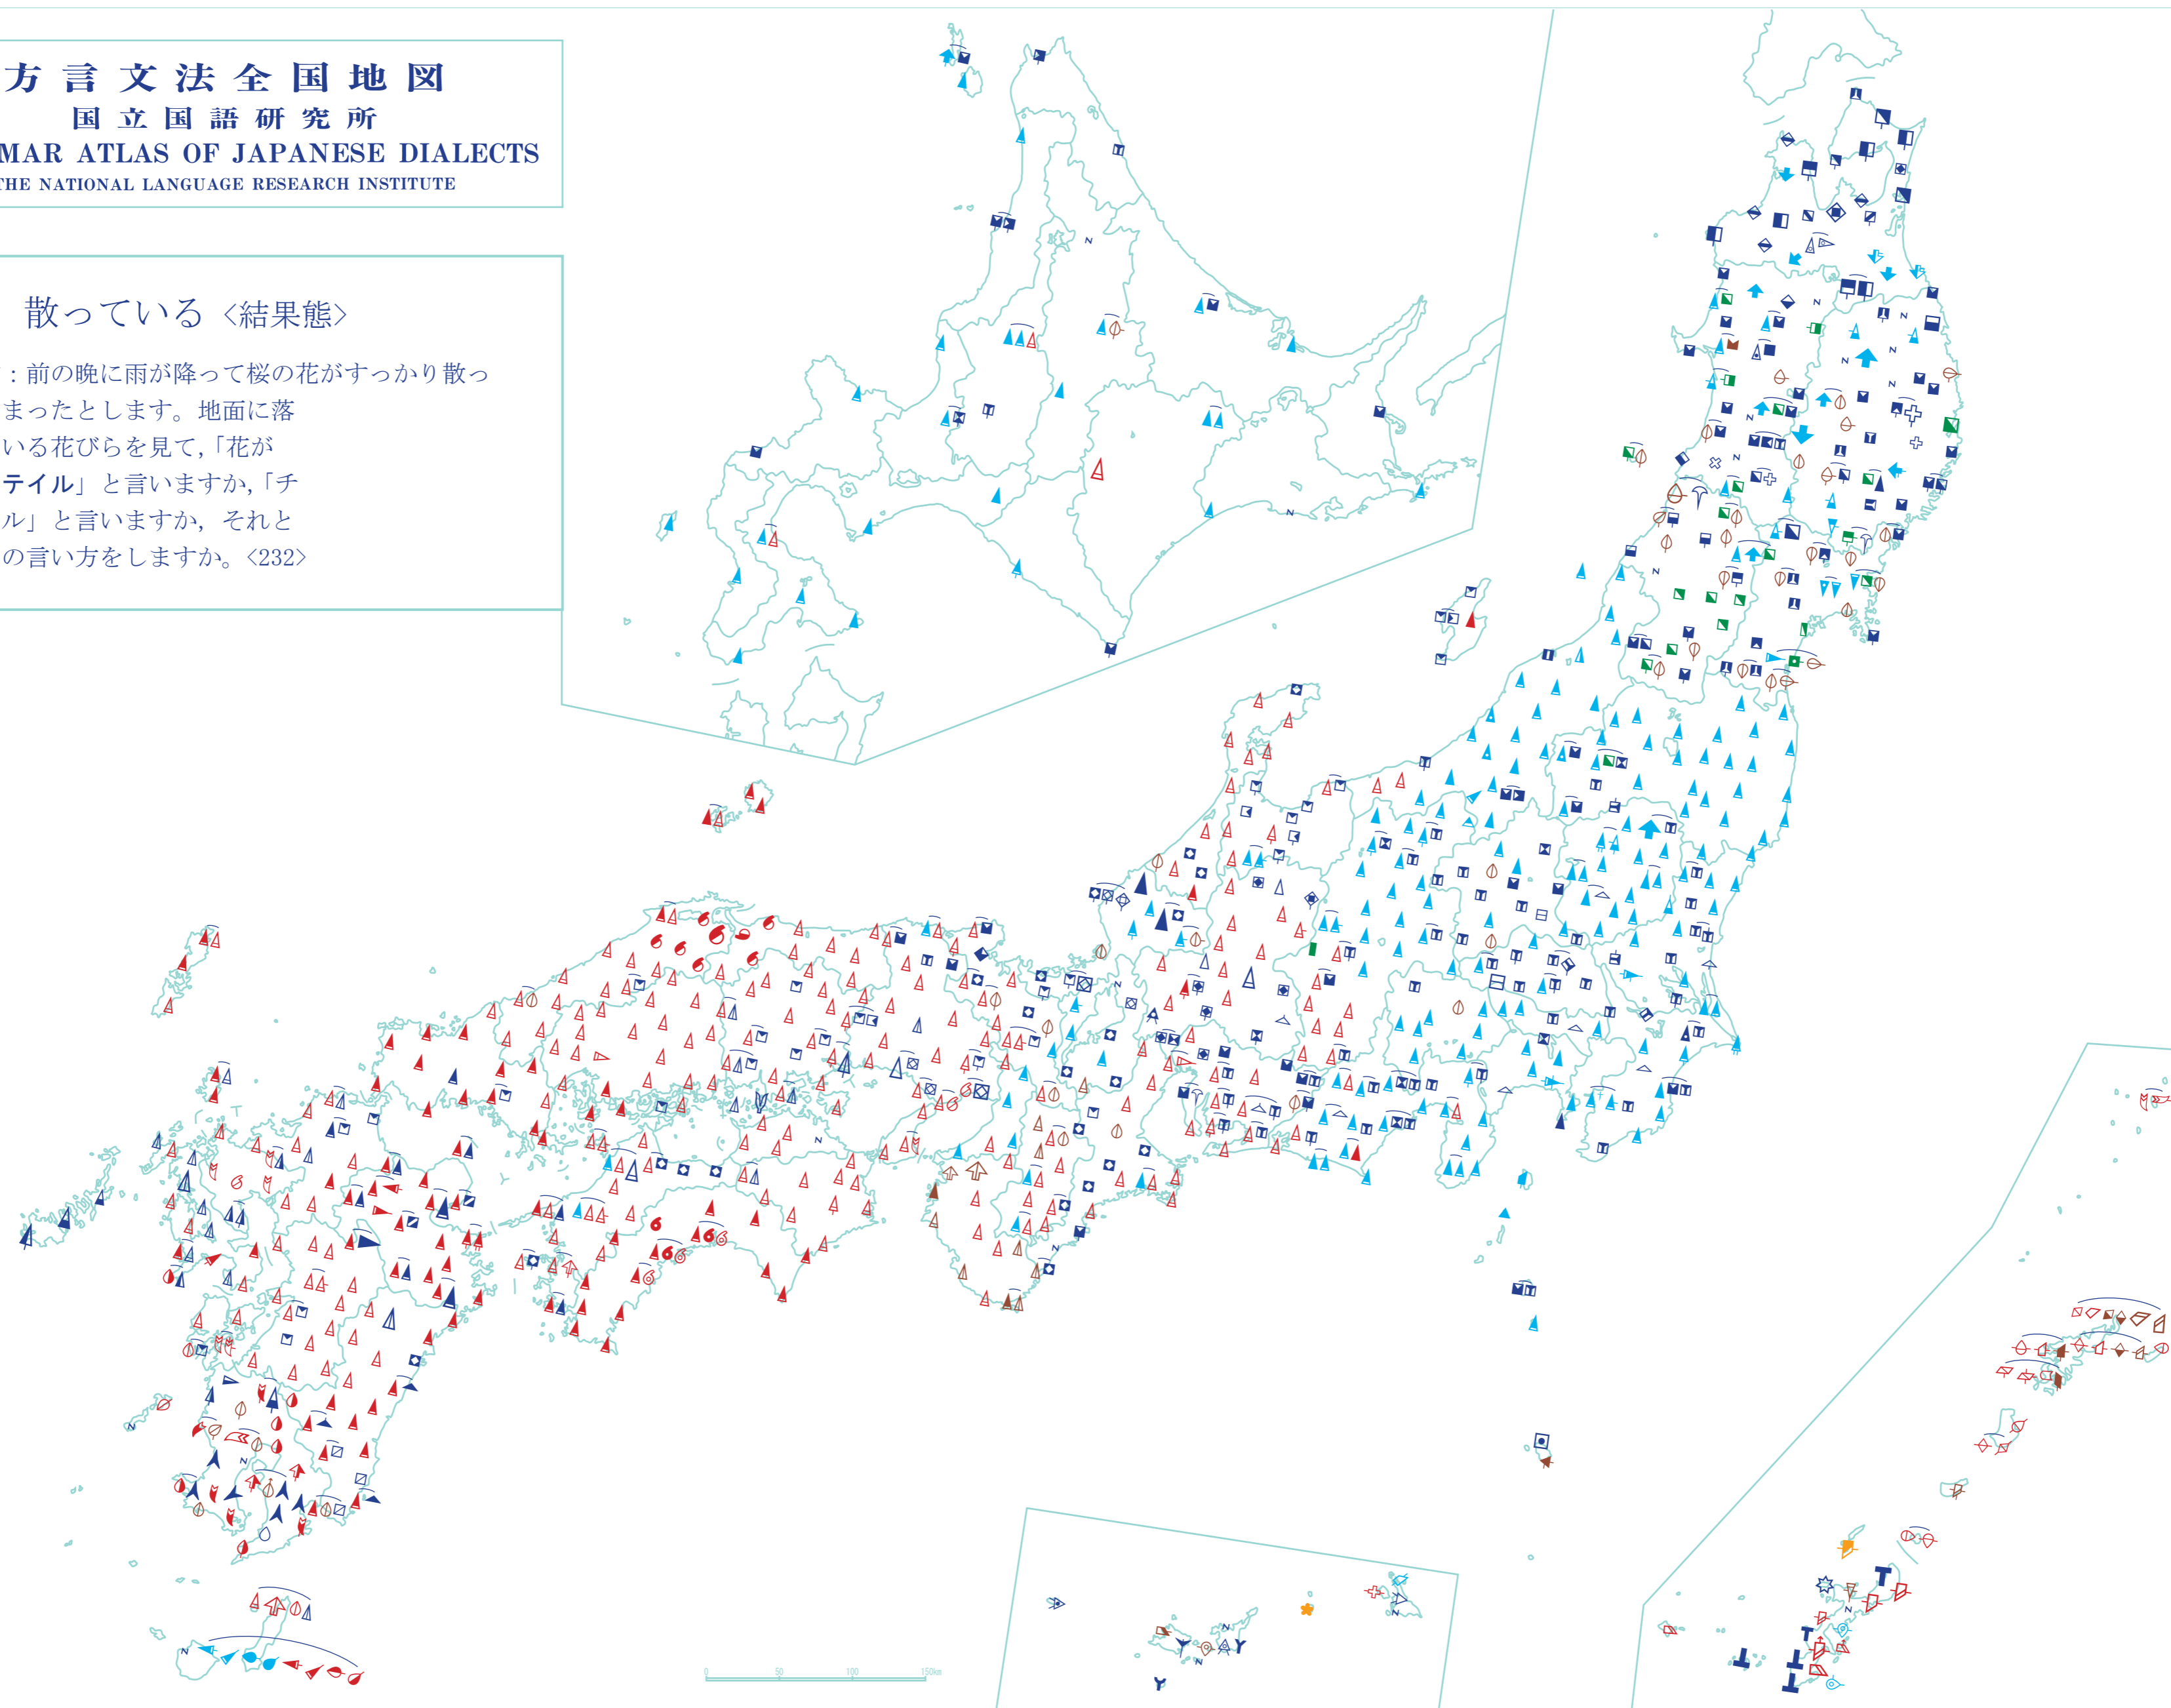 方言文法全国地図
国立国語研究所
MAR ATLAS OF JAPANESE DIALECTS
THE NATIONAL LANGUAGE RESEARCH INSTITUTE
散っている〈結果態〉
:前の晩に雨が降って桜の花がすっかり散っ
まったとします。地面に落
いる花びらを見て,「花が
テイル」と言いますか,「チ
ル」と言いますか, それと
の言い方をしますか。<232>
0 50 100 150km